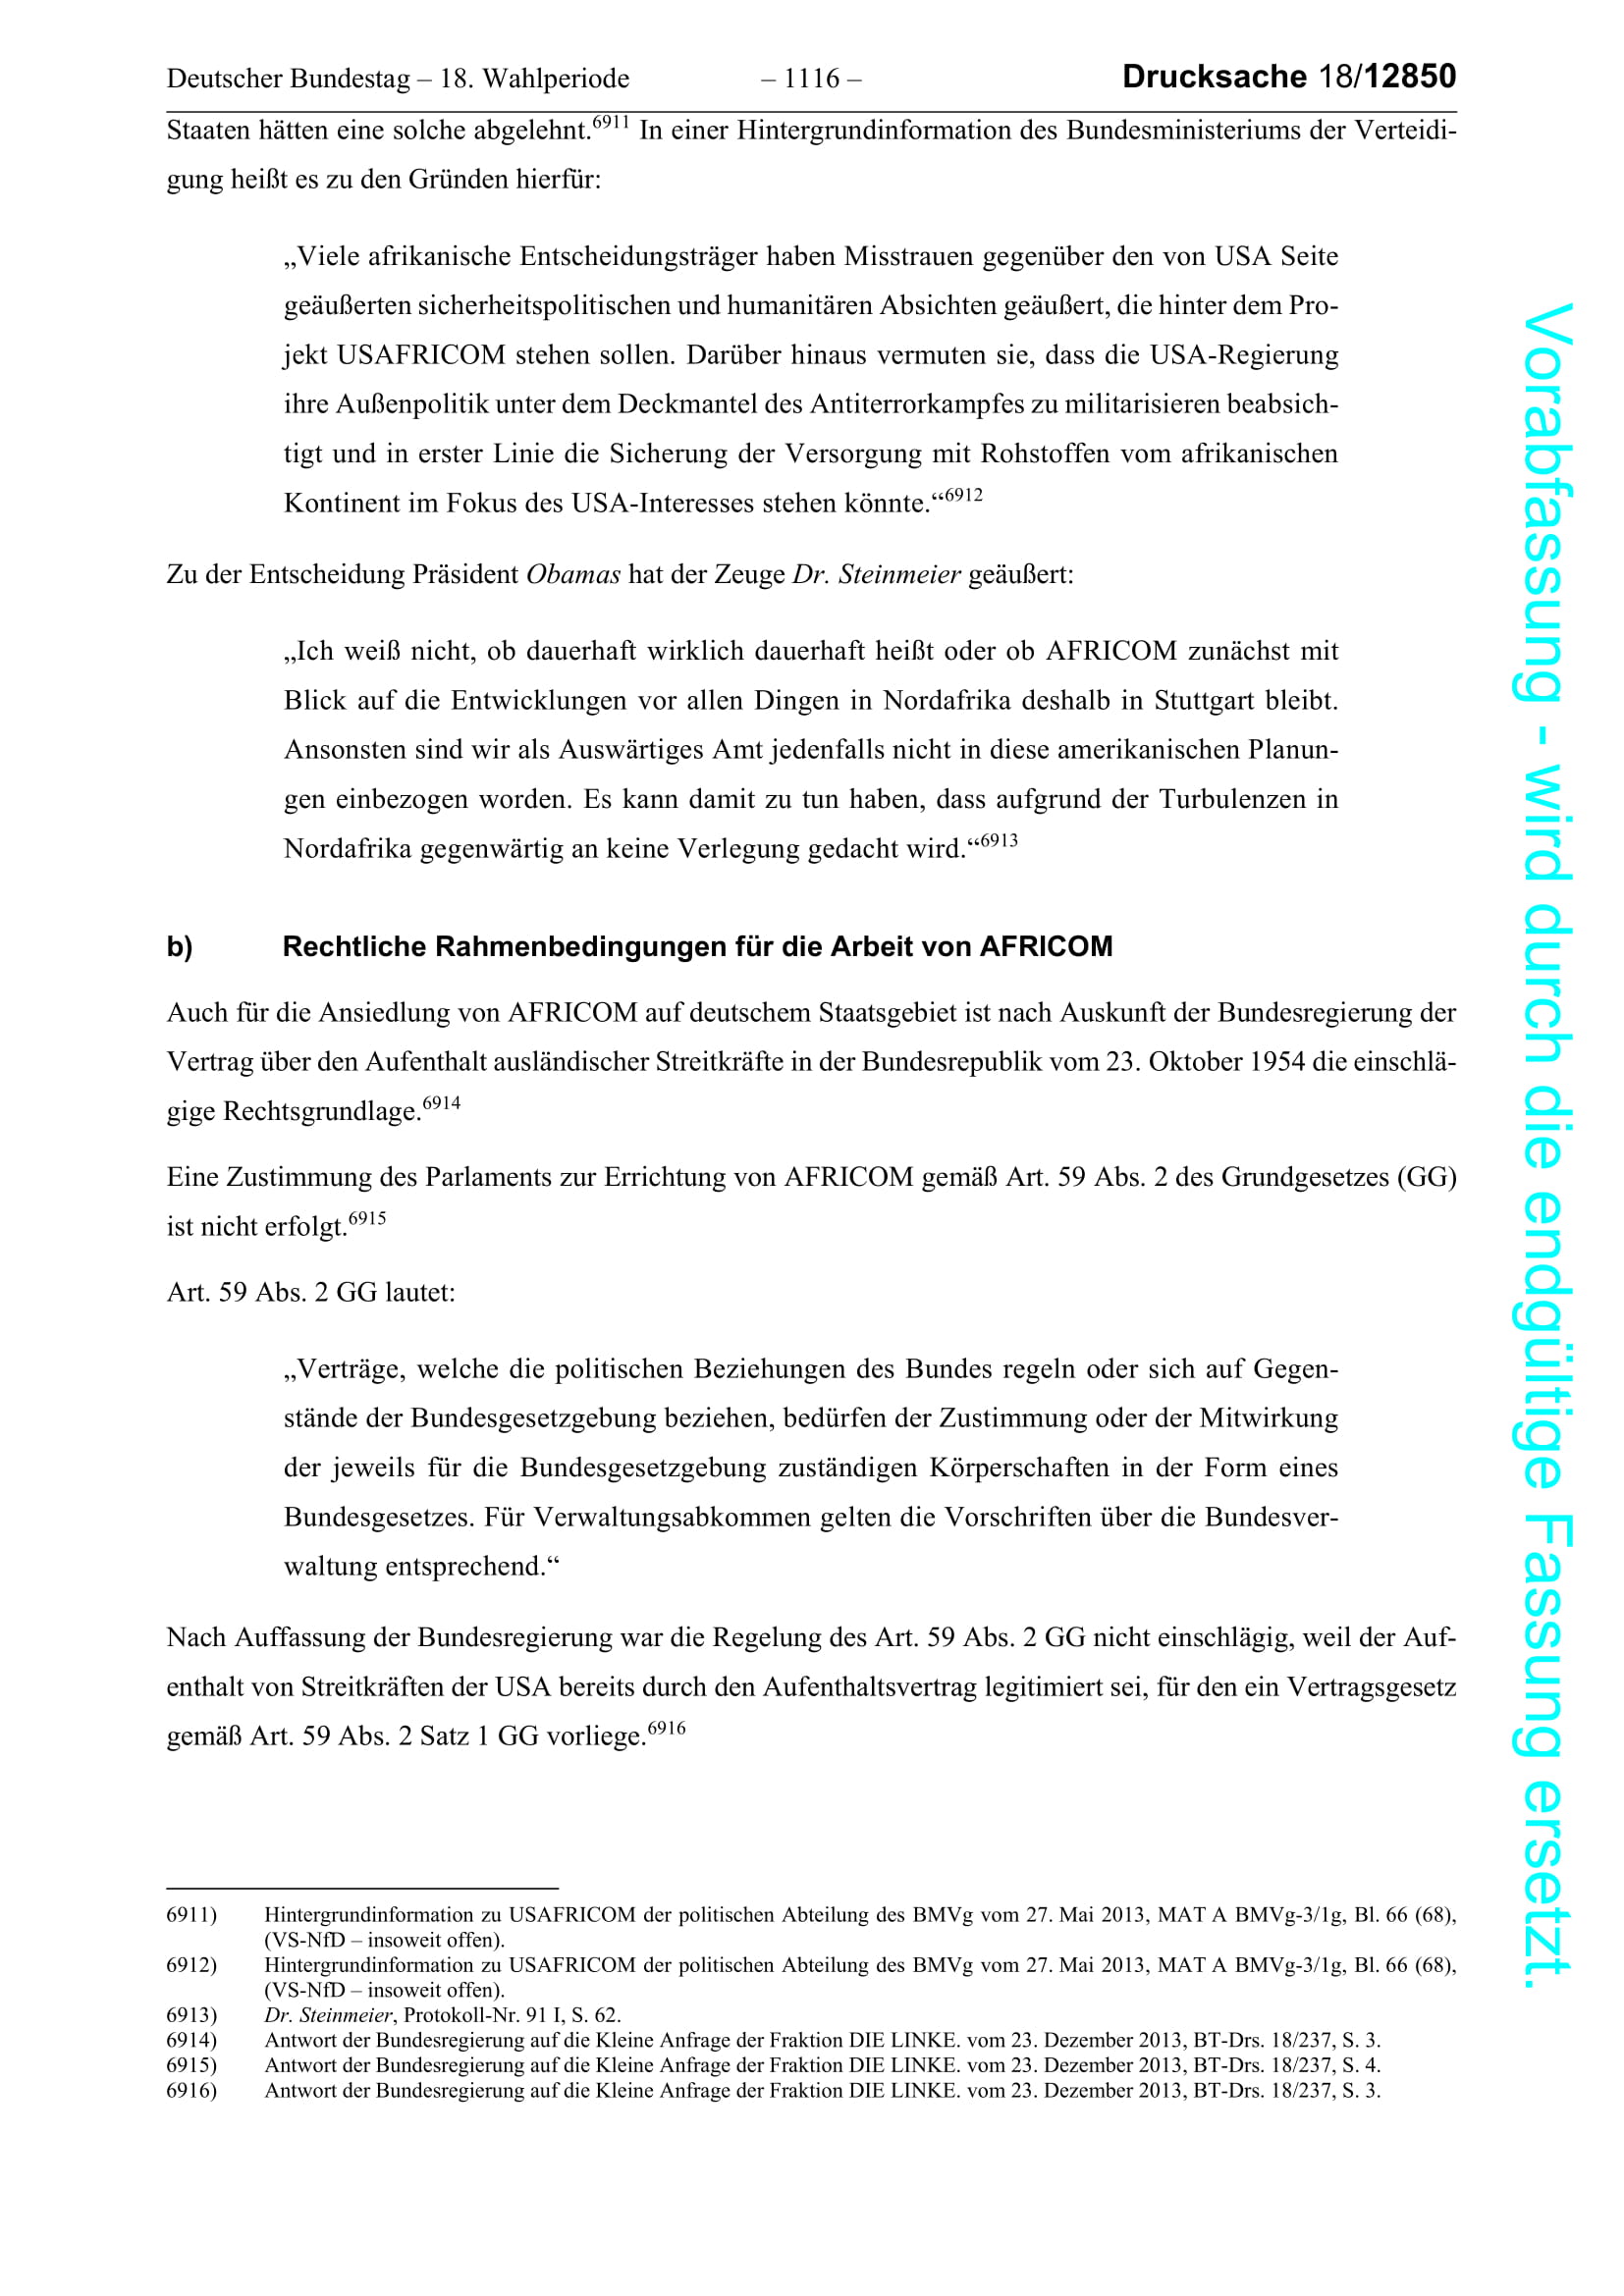 Deutscher Bundestag – 18. Wahlperiode – 1116 – Drucksache 18/12850
Staaten hätten eine solche abgelehnt.6911 In einer Hintergrundinformation des Bundesministeriums der Verteidi-
gung heißt es zu den Gründen hierfür:
„Viele afrikanische Entscheidungsträger haben Misstrauen gegenüber den von USA Seite
geäußerten sicherheitspolitischen und humanitären Absichten geäußert, die hinter dem Pro-
jekt USAFRICOM stehen sollen. Darüber hinaus vermuten sie, dass die USA-Regierung
ihre Außenpolitik unter dem Deckmantel des Antiterrorkampfes zu militarisieren beabsich-
tigt und in erster Linie die Sicherung der Versorgung mit Rohstoffen vom afrikanischen
Kontinent im Fokus des USA-Interesses stehen könnte.“6912
Zu der Entscheidung Präsident Obamas hat der Zeuge Dr. Steinmeier geäußert:
„Ich weiß nicht, ob dauerhaft wirklich dauerhaft heißt oder ob AFRICOM zunächst mit
Blick auf die Entwicklungen vor allen Dingen in Nordafrika deshalb in Stuttgart bleibt.
Ansonsten sind wir als Auswärtiges Amt jedenfalls nicht in diese amerikanischen Planun-
gen einbezogen worden. Es kann damit zu tun haben, dass aufgrund der Turbulenzen in
Nordafrika gegenwärtig an keine Verlegung gedacht wird.“6913
b) Rechtliche Rahmenbedingungen für die Arbeit von AFRICOM
Auch für die Ansiedlung von AFRICOM auf deutschem Staatsgebiet ist nach Auskunft der Bundesregierung der
Vertrag über den Aufenthalt ausländischer Streitkräfte in der Bundesrepublik vom 23. Oktober 1954 die einschlä-
gige Rechtsgrundlage.6914
Eine Zustimmung des Parlaments zur Errichtung von AFRICOM gemäß Art. 59 Abs. 2 des Grundgesetzes (GG)
ist nicht erfolgt.6915
Art. 59 Abs. 2 GG lautet:
„Verträge, welche die politischen Beziehungen des Bundes regeln oder sich auf Gegen-
stände der Bundesgesetzgebung beziehen, bedürfen der Zustimmung oder der Mitwirkung
der jeweils für die Bundesgesetzgebung zuständigen Körperschaften in der Form eines
Bundesgesetzes. Für Verwaltungsabkommen gelten die Vorschriften über die Bundesver-
waltung entsprechend.“
Nach Auffassung der Bundesregierung war die Regelung des Art. 59 Abs. 2 GG nicht einschlägig, weil der Auf-
enthalt von Streitkräften der USA bereits durch den Aufenthaltsvertrag legitimiert sei, für den ein Vertragsgesetz
gemäß Art. 59 Abs. 2 Satz 1 GG vorliege.6916
6911) Hintergrundinformation zu USAFRICOM der politischen Abteilung des BMVg vom 27. Mai 2013, MAT A BMVg-3/1g, Bl. 66 (68),
(VS-NfD – insoweit offen).
6912) Hintergrundinformation zu USAFRICOM der politischen Abteilung des BMVg vom 27. Mai 2013, MAT A BMVg-3/1g, Bl. 66 (68),
(VS-NfD – insoweit offen).
6913) Dr. Steinmeier, Protokoll-Nr. 91 I, S. 62.
6914) Antwort der Bundesregierung auf die Kleine Anfrage der Fraktion DIE LINKE. vom 23. Dezember 2013, BT-Drs. 18/237, S. 3.
6915) Antwort der Bundesregierung auf die Kleine Anfrage der Fraktion DIE LINKE. vom 23. Dezember 2013, BT-Drs. 18/237, S. 4.
6916) Antwort der Bundesregierung auf die Kleine Anfrage der Fraktion DIE LINKE. vom 23. Dezember 2013, BT-Drs. 18/237, S. 3.
Vorabfassung - wird durch die endgültige Fassung ersetzt.